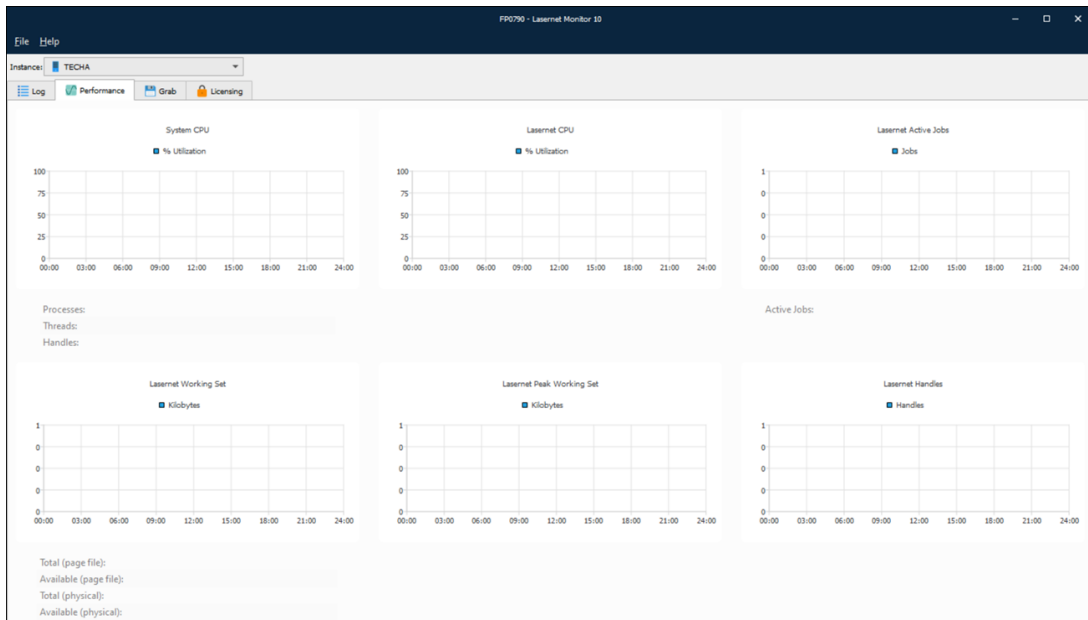 FP0790 - Lasernet Monitor 10
File Help
Instance: TECHA
Log Performance Grab Licensing
System CPU
% Utilization
100
75
50
25
0
00:00 03:00 06:00 09:00 12:00 15:00 18:00 21:00 24:00
Lasernet CPU
% Utilization
100
75
50
25
0
00:00 03:00 06:00 09:00 12:00 15:00 18:00 21:00 24:00
Lasernet Active Jobs
Jobs
1
0
0
0
0
00:00 03:00 06:00 09:00 12:00 15:00 18:00 21:00 24:00
Processes:
Threads:
Handles:
Active Jobs:
Lasernet Working Set
Kilobytes
1
0
0
0
0
00:00 03:00 06:00 09:00 12:00 15:00 18:00 21:00 24:00
Lasernet Peak Working Set
Kilobytes
1
0
0
0
0
00:00 03:00 06:00 09:00 12:00 15:00 18:00 21:00 24:00
Lasernet Handles
Handles
1
0
0
0
0
00:00 03:00 06:00 09:00 12:00 15:00 18:00 21:00 24:00
Total (page file):
Available (page file):
Total (physical):
Available (physical):